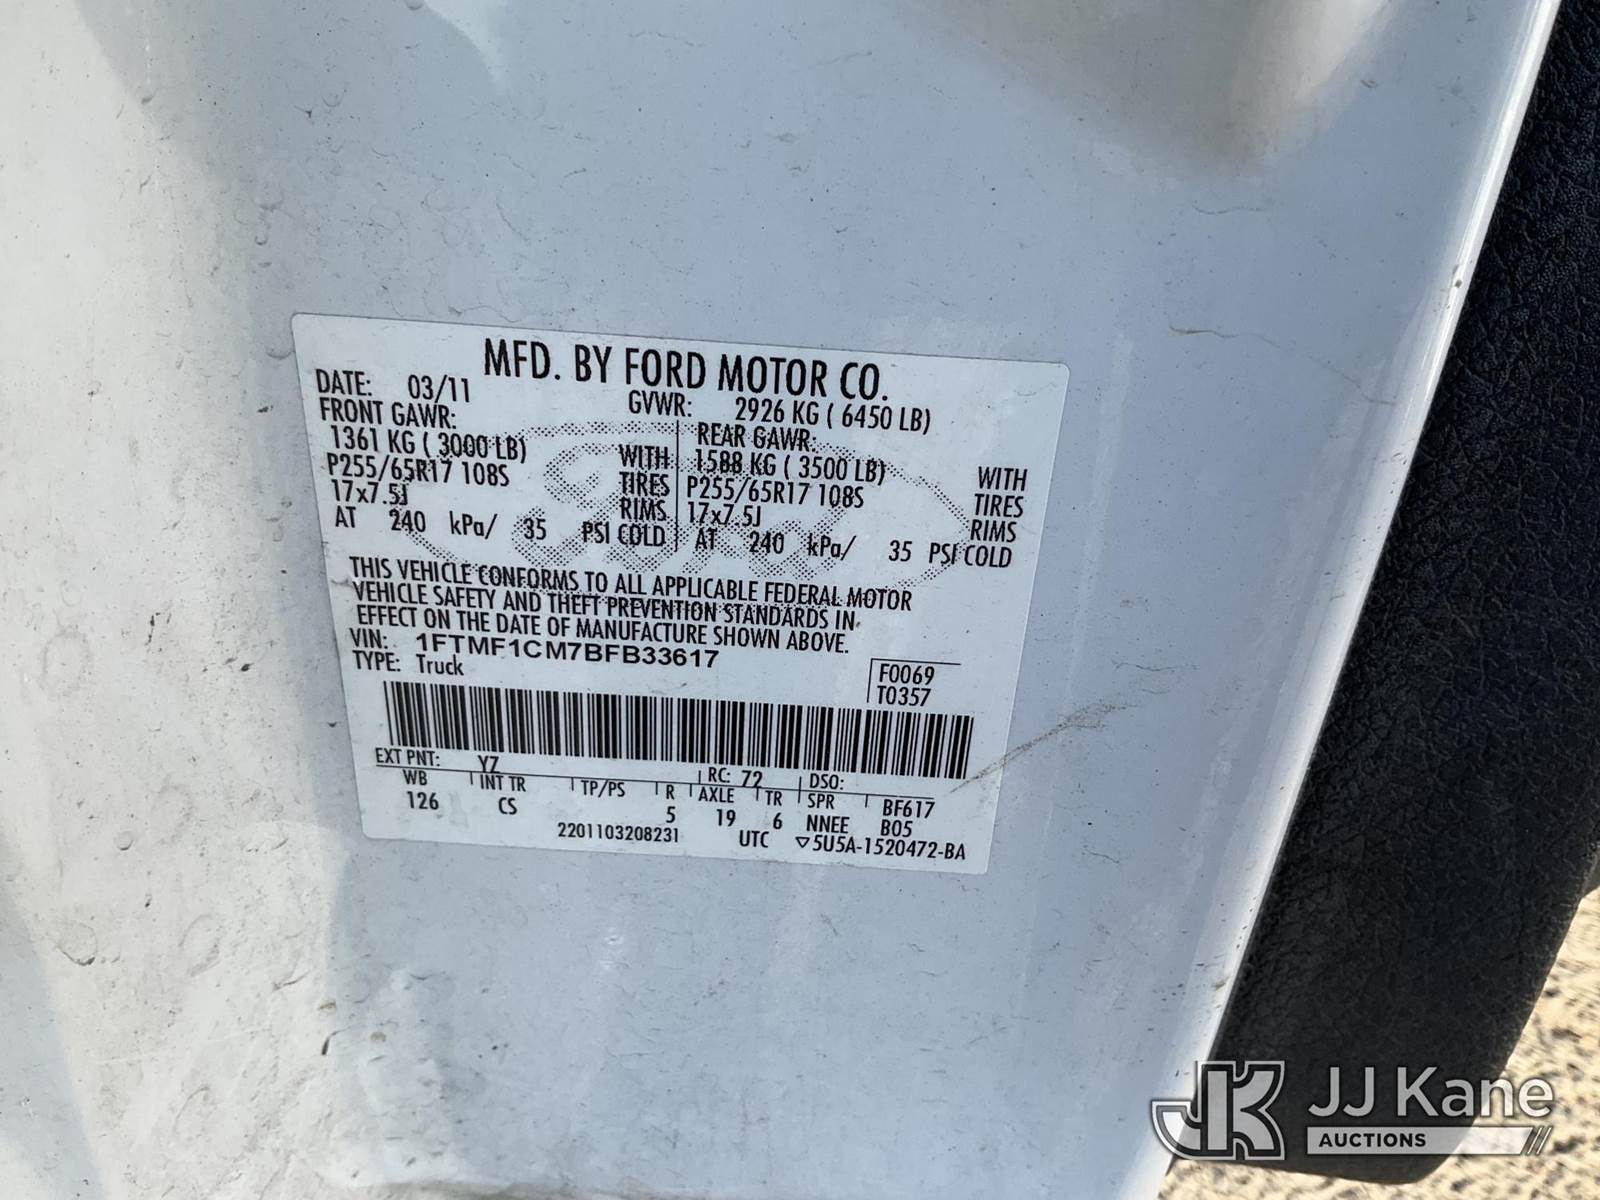 MFD. BY FORD MOTOR CO.
DATE: 03/11 GVWR: 2926 KG ( 6450 LB)
FRONT GAWR: REAR GAWR:
1361 KG ( 3000 LB) WITH 1588 KG ( 3500 LB) WITH
P255/65R17 108S TIRES P255/65R17 108S TIRES
17x7.5J RIMS 17x7.5J RIMS
AT 240 kPa/ 35 PSI COLD AT 240 kPa/ 35 PSI COLD
THIS VEHICLE CONFORMS TO ALL APPLICABLE FEDERAL MOTOR
VEHICLE SAFETY AND THEFT PREVENTION STANDARDS IN
EFFECT ON THE DATE OF MANUFACTURE SHOWN ABOVE.
VIN: 1FTMF1CM7BFB33617
TYPE: Truck
F0069
T0357
EXT PNT: YZ RC: 72 DSO:
WB INT TR TP/PS R AXLE TR SPR BF617
126 CS 5 19 6 NNEE B05
2201103208231 UTC ▽5U5A-1520472-BA
Ford
JK JJ Kane
AUCTIONS